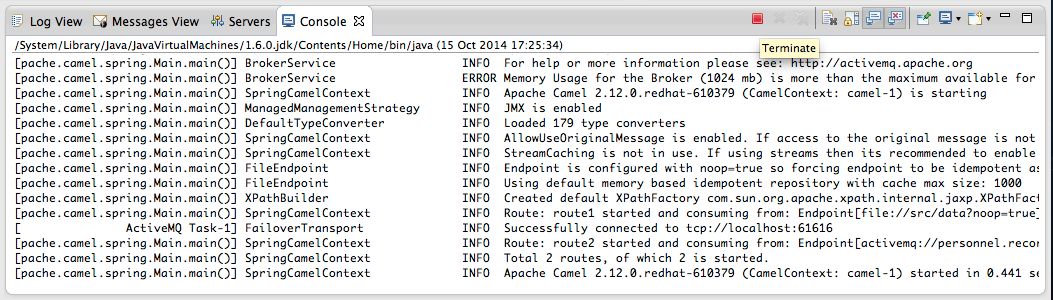 Log View Messages View Servers Console
/System/Library/Java/JavaVirtualMachines/1.6.0.jdk/Contents/Home/bin/java (15 Oct 2014 17:25:34)
Terminate
[pache.camel.spring.Main.main()] BrokerService INFO For help or more information please see: http://activemq.apache.org
[pache.camel.spring.Main.main()] BrokerService ERROR Memory Usage for the Broker (1024 mb) is more than the maximum available for
[pache.camel.spring.Main.main()] SpringCamelContext INFO Apache Camel 2.12.0.redhat-610379 (CamelContext: camel-1) is starting
[pache.camel.spring.Main.main()] ManagedManagementStrategy INFO JMX is enabled
[pache.camel.spring.Main.main()] DefaultTypeConverter INFO Loaded 179 type converters
[pache.camel.spring.Main.main()] SpringCamelContext INFO AllowUseOriginalMessage is enabled. If access to the original message is not
[pache.camel.spring.Main.main()] SpringCamelContext INFO StreamCaching is not in use. If using streams then its recommended to enable
[pache.camel.spring.Main.main()] FileEndpoint INFO Endpoint is configured with noop=true so forcing endpoint to be idempotent as
[pache.camel.spring.Main.main()] FileEndpoint INFO Using default memory based idempotent repository with cache max size: 1000
[pache.camel.spring.Main.main()] XPathBuilder INFO Created default XPathFactory com.sun.org.apache.xpath.internal.jaxp.XPathFact
[pache.camel.spring.Main.main()] SpringCamelContext INFO Route: route1 started and consuming from: Endpoint[file://src/data?noop=true]
[ ActiveMQ Task-1] FailoverTransport INFO Successfully connected to tcp://localhost:61616
[pache.camel.spring.Main.main()] SpringCamelContext INFO Route: route2 started and consuming from: Endpoint[activemq://personnel.recor
[pache.camel.spring.Main.main()] SpringCamelContext INFO Total 2 routes, of which 2 is started.
[pache.camel.spring.Main.main()] SpringCamelContext INFO Apache Camel 2.12.0.redhat-610379 (CamelContext: camel-1) started in 0.441 se